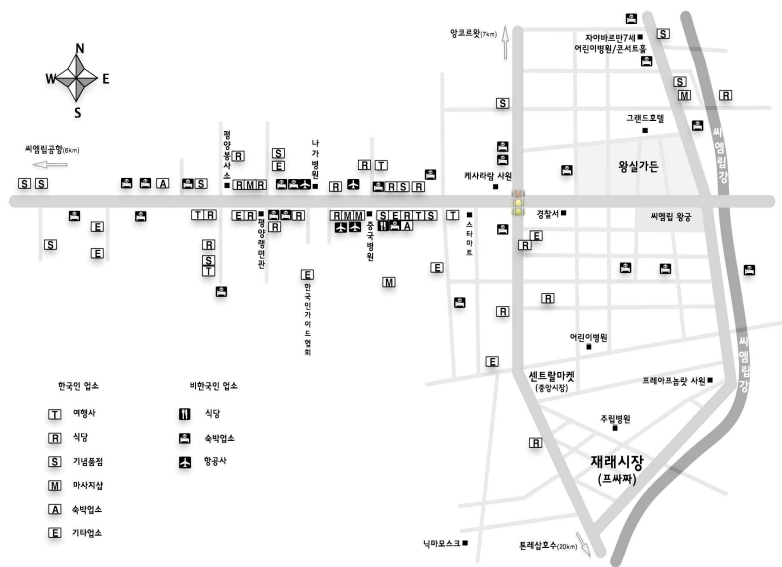 앙코르왓(7km)
자야바르만7세
어린이병원/콘서트홀
S
N
W
E
S
S
S
M
R
그랜드호텔
씨엠립공항(6km)
평양봉사소
나가병원
R
S
E
R
T
케사라람 사원
왕실가든
씨엠립강
S
S
A
S
R
M
R
R
R
S
R
경찰서
씨엠립 왕궁
T
R
E
R
R
R
M
M
S
E
R
T
S
T
E
S
E
R
S
T
평양랭면관
R
중국병원
A
스타마트
E
R
E
한국인가이드협회
M
E
R
R
어린이병원
E
센트랄마켓
(중앙시장)
프레아프놈랏 사원
씨엠립강
주립병원
R
재래시장
(프싸짜)
닉마모스크
톤레삽호수(20km)
한국인 업소
T 여행사
R 식당
S 기념품점
M 마사지샵
A 숙박업소
E 기타업소
비한국인 업소
식당
숙박업소
항공사